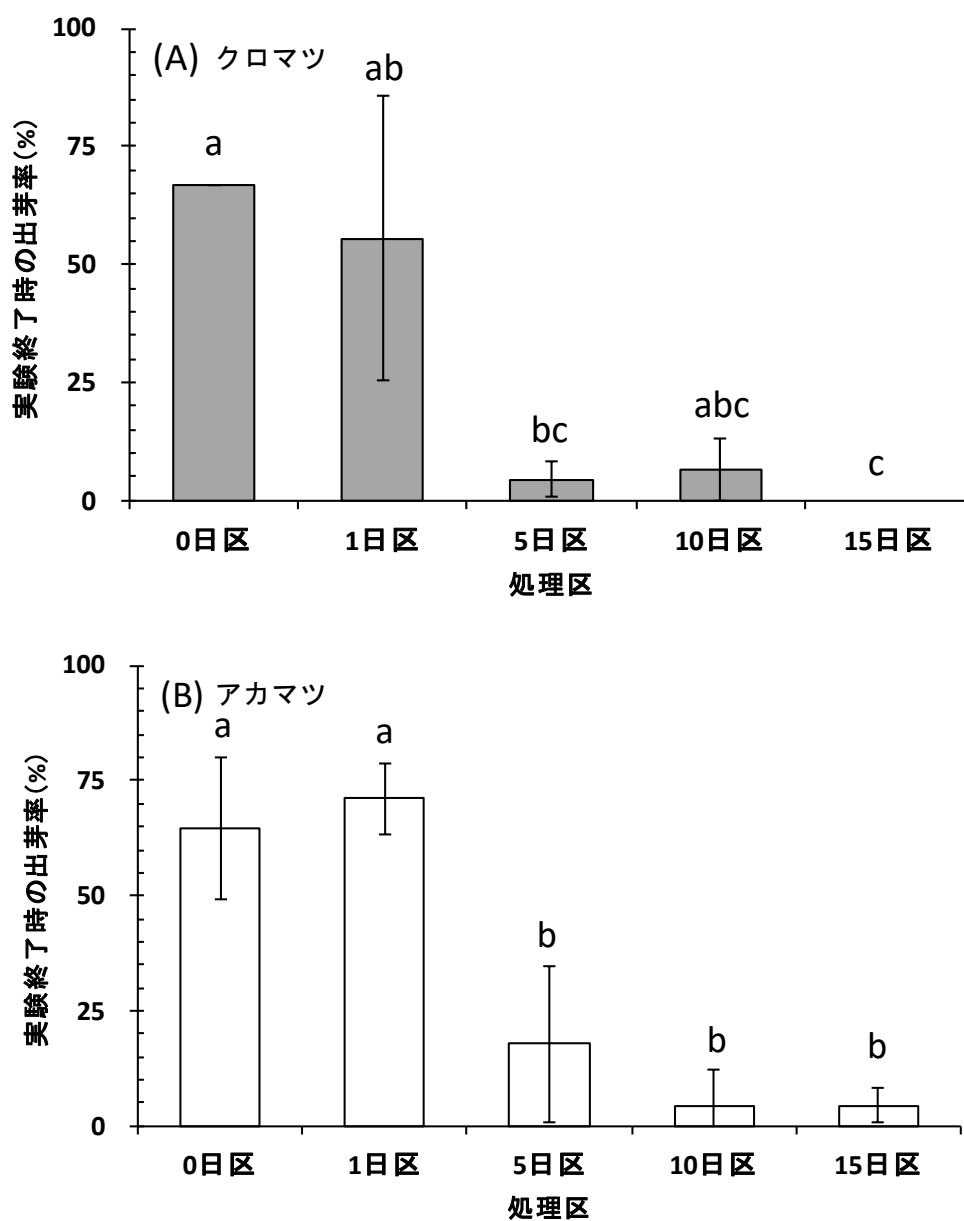 100
(A) クロマツ
ab
a
75
50
25
abc
bc
c
0
0日区 1日区 5日区 10日区 15日区
処理区
実験終了時の出芽率(%)
100
(B) アカマツ
a a
75
50
25
b
b b
0
0日区 1日区 5日区 10日区 15日区
処理区
実験終了時の出芽率(%)